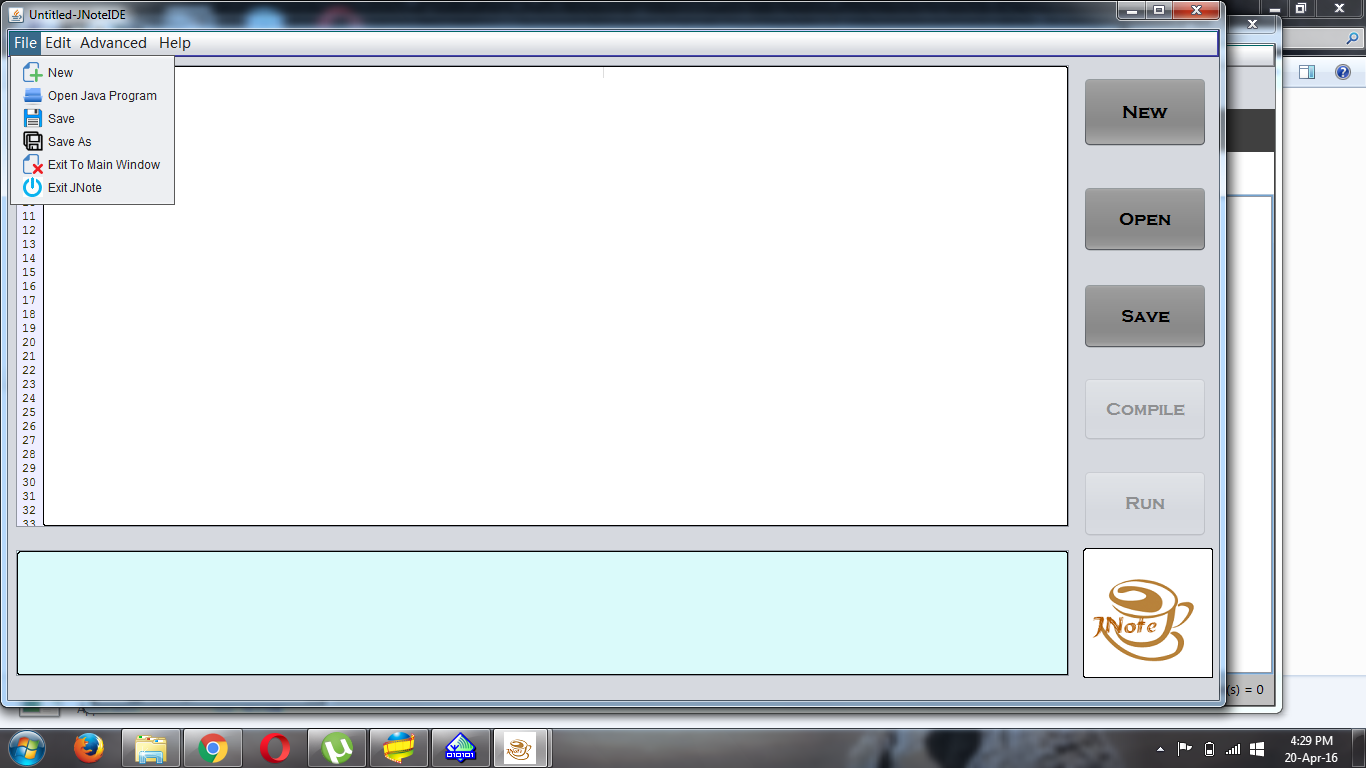 Untitled-JNoteIDE
File Edit Advanced Help
New
Open Java Program
Save
Save As
Exit To Main Window
Exit JNote
11
12
13
14
15
16
17
18
19
20
21
22
23
24
25
26
27
28
29
30
31
32
33
NEW
OPEN
SAVE
COMPILE
RUN
JNote
(s) = 0
010101
JNote
4:29 PM
20-Apr-16